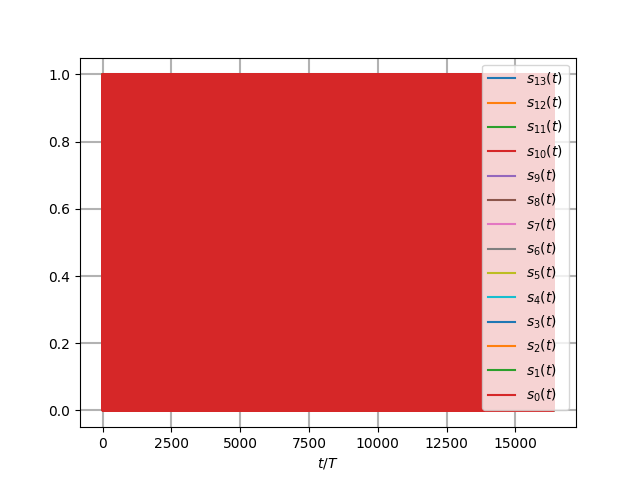 1.0
0.8
0.6
0.4
0.2
0.0
0 2500 5000 7500 10000 12500 15000
t/T
s₁₃(t)
s₁₂(t)
s₁₁(t)
s₁₀(t)
s₉(t)
s₈(t)
s₇(t)
s₆(t)
s₅(t)
s₄(t)
s₃(t)
s₂(t)
s₁(t)
s₀(t)